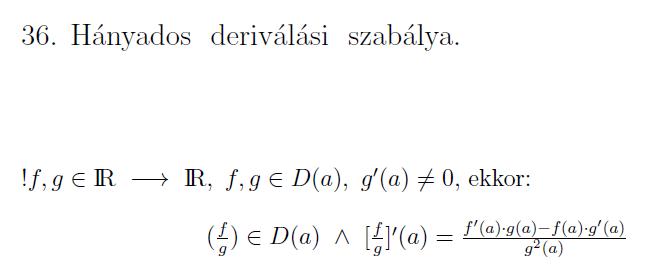 36. Hányados deriválási szabálya.
!f, g ∈ ℝ ⟶ ℝ, f, g ∈ D(a), g′(a) ≠ 0, ekkor:
(f/g) ∈ D(a) ∧ [f/g]′(a) = f′(a)·g(a)−f(a)·g′(a) / g²(a)